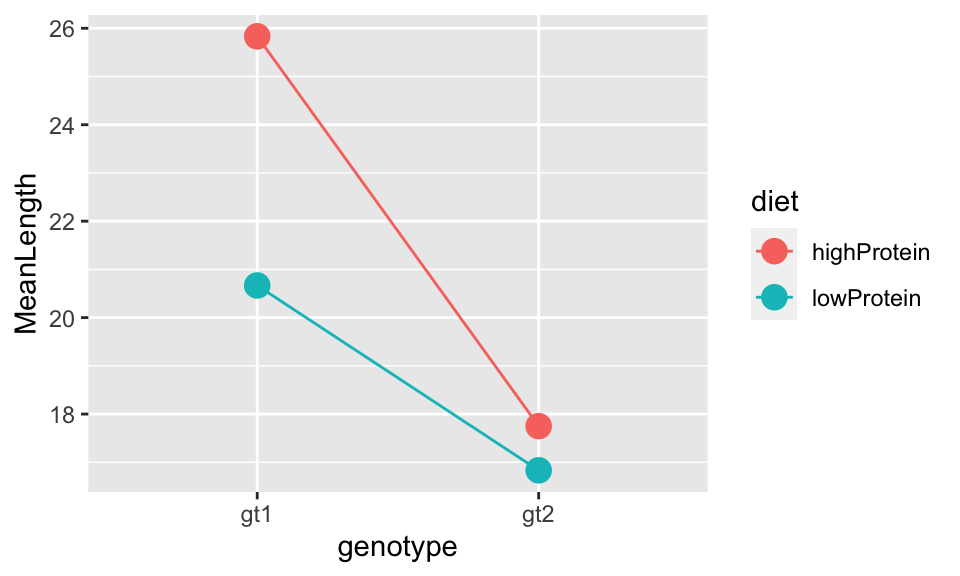 MeanLength
26
24
22
20
18
gt1
gt2
genotype
diet
highProtein
lowProtein